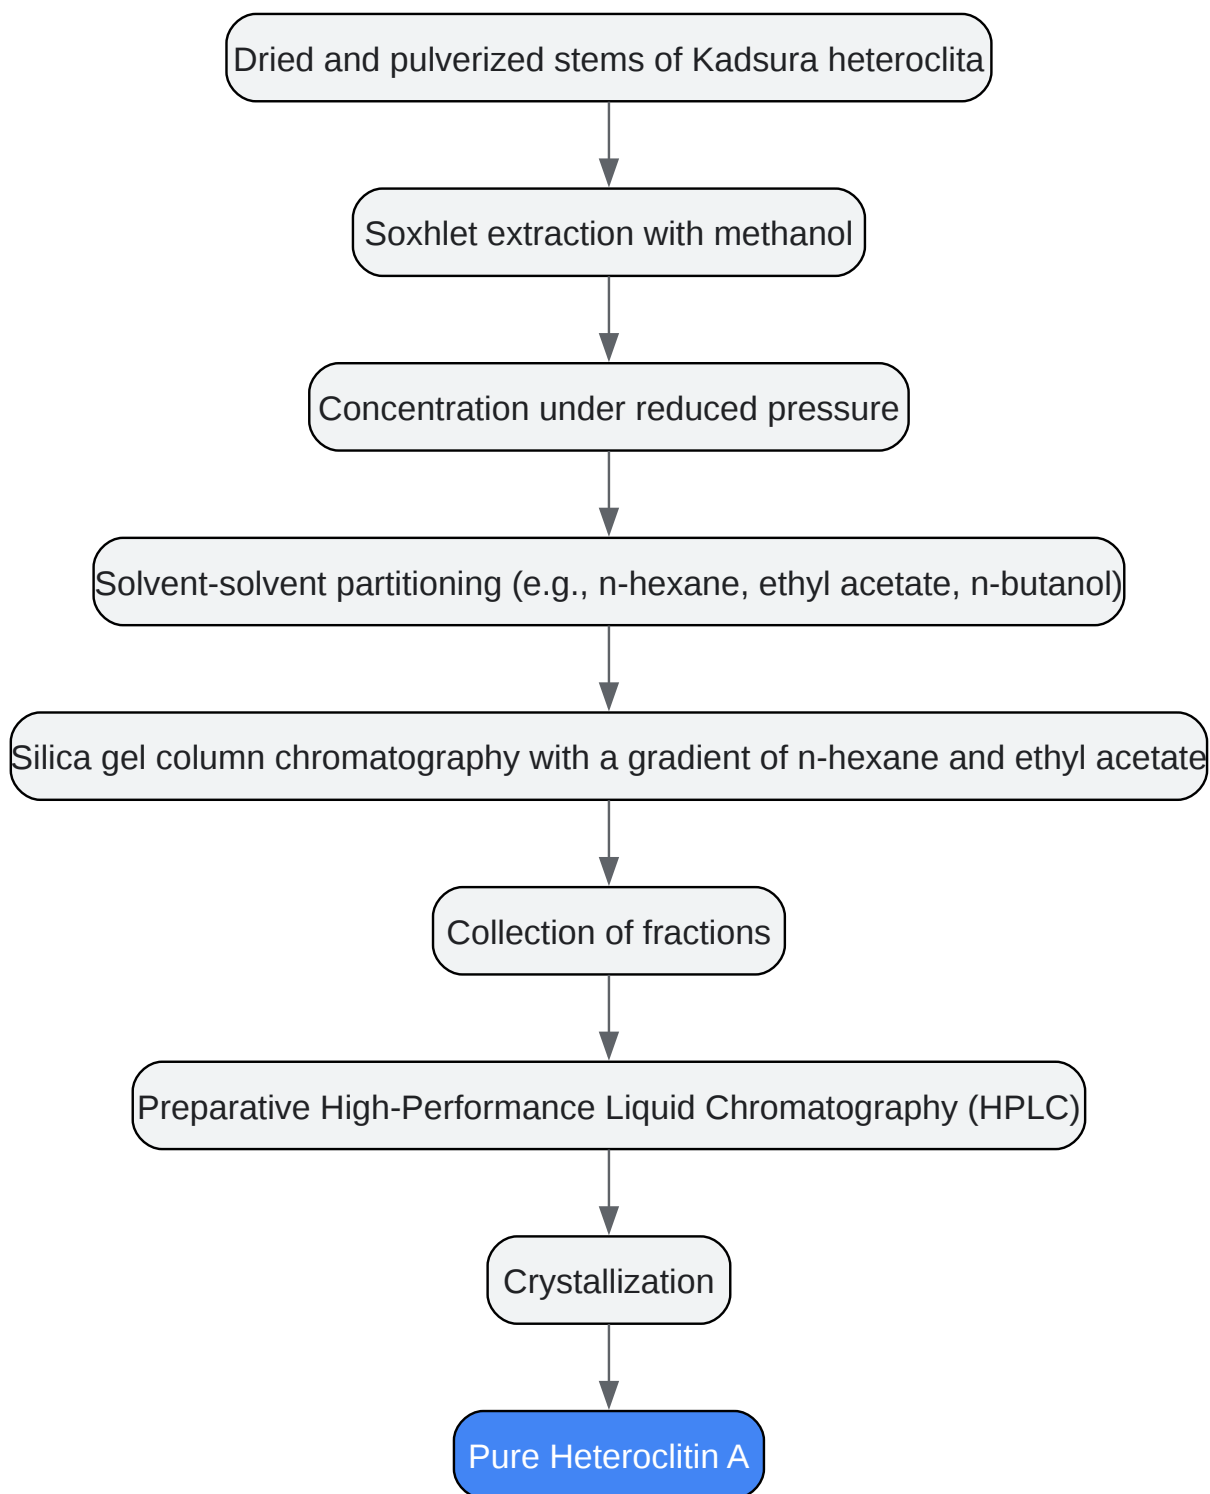 Dried and pulverized stems of Kadsura heteroclita
Soxhlet extraction with methanol
Concentration under reduced pressure
Solvent-solvent partitioning (e.g., n-hexane, ethyl acetate, n-butanol)
Silica gel column chromatography with a gradient of n-hexane and ethyl acetate
Collection of fractions
Preparative High-Performance Liquid Chromatography (HPLC)
Crystallization
Pure Heteroclitin A